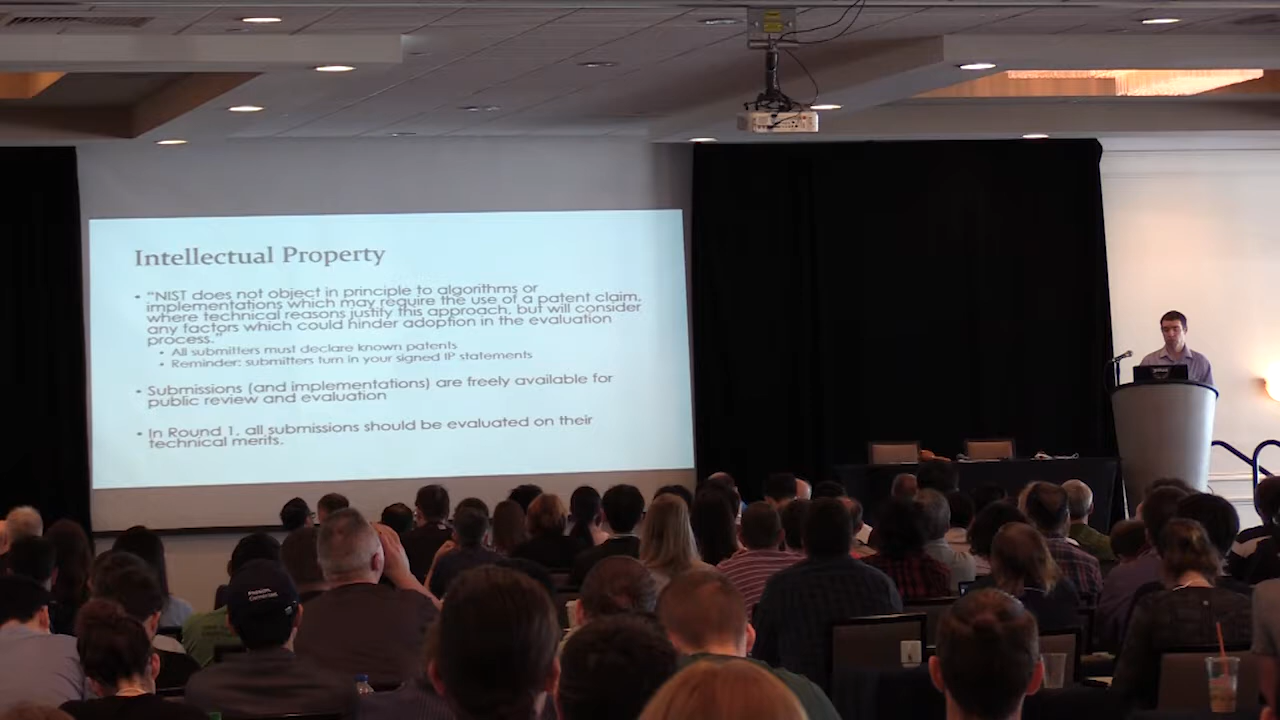 Intellectual Property
• “NIST does not object in principle to algorithms or
implementations which may require the use of a patent claim,
where technical reasons justify this approach, but will consider
any factors which could hinder adoption in the evaluation
process.”
• All submitters must declare known patents
• Reminder: submitters turn in your signed IP statements
• Submissions (and implementations) are freely available for
public review and evaluation
• In Round 1, all submissions should be evaluated on their
technical merits.